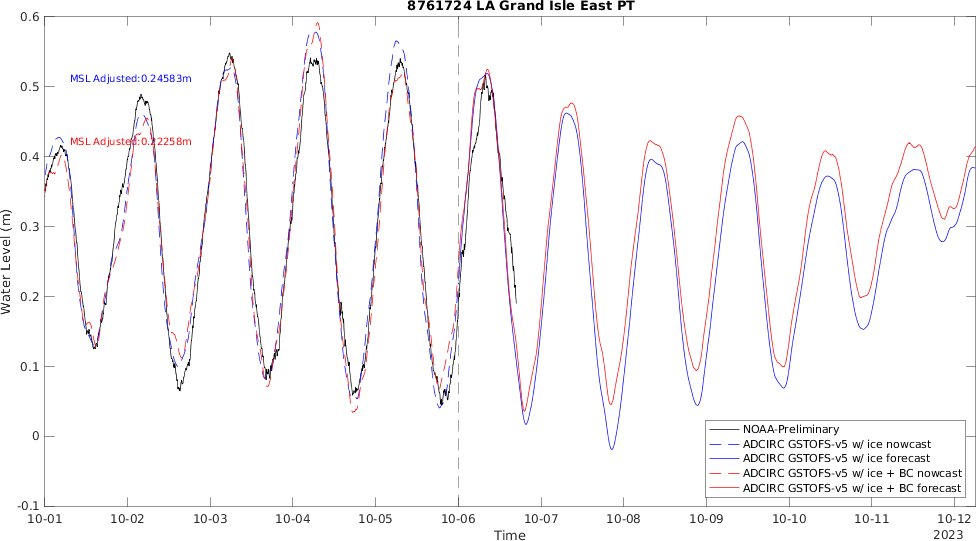 8761724 LA Grand Isle East PT
0.6
0.5
0.4
0.3
0.2
0.1
0
-0.1
Water Level (m)
MSL Adjusted:0.24583m
MSL Adjusted:0.22258m
NOAA-Preliminary
ADCIRC GSTOFS-v5 w/ ice nowcast
ADCIRC GSTOFS-v5 w/ ice forecast
ADCIRC GSTOFS-v5 w/ ice + BC nowcast
ADCIRC GSTOFS-v5 w/ ice + BC forecast
10-01 10-02 10-03 10-04 10-05 10-06 10-07 10-08 10-09 10-10 10-11 10-12
Time 2023